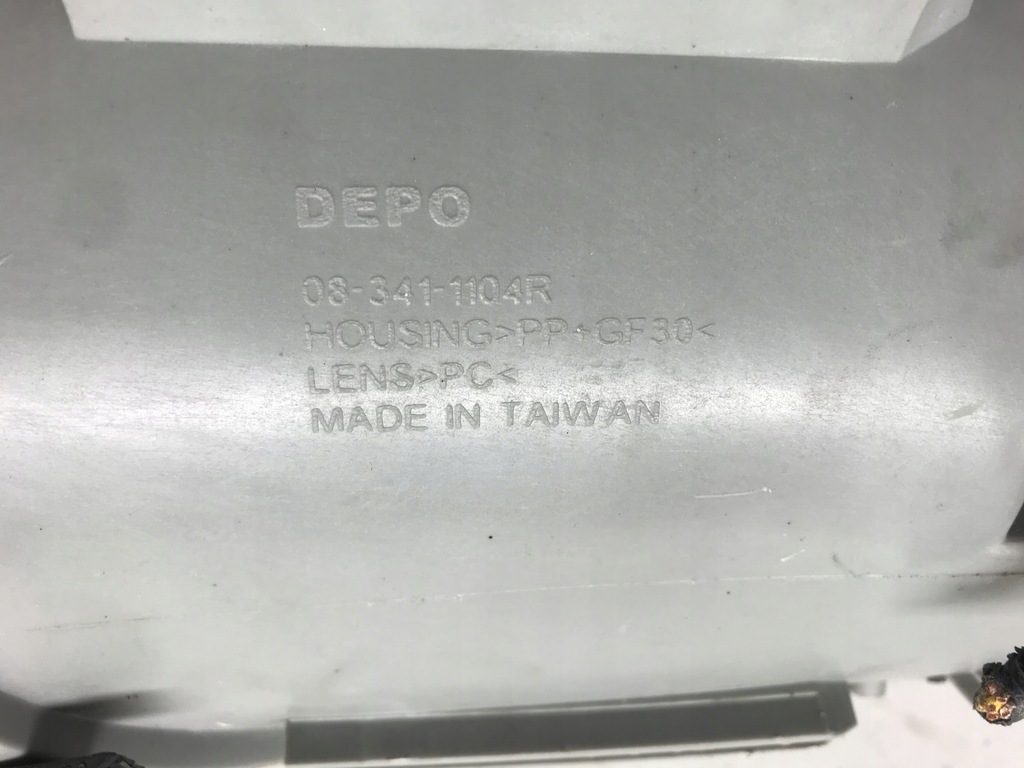 DEPO
08-341-1104R
HOUSING>PP+GF30<
LENS>PC<
MADE IN TAIWAN